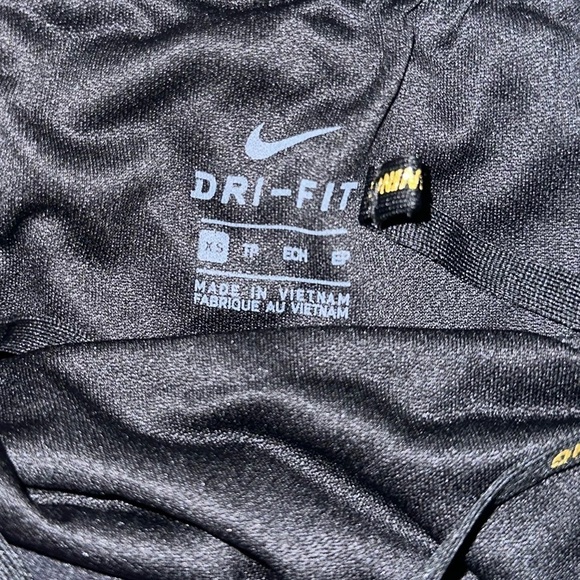 DRI-FIT
XS TP ECH EP
MADE IN VIETNAM
FABRIQUE AU VIETNAM